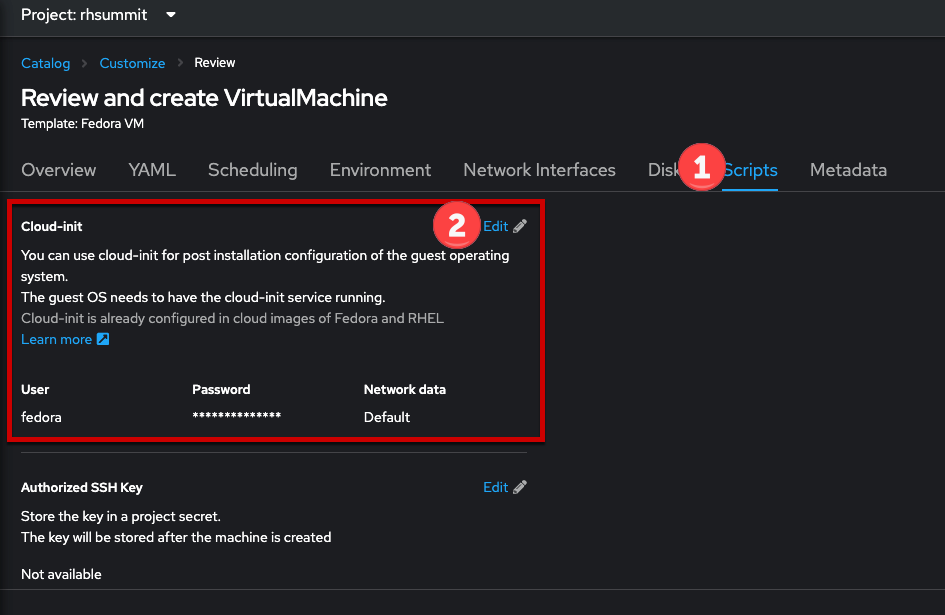 Project: rhsummit
Catalog > Customize > Review
Review and create VirtualMachine
Template: Fedora VM
Overview YAML Scheduling Environment Network Interfaces Disk 1 Scripts Metadata
Cloud-init 2 Edit
You can use cloud-init for post installation configuration of the guest operating
system.
The guest OS needs to have the cloud-init service running.
Cloud-init is already configured in cloud images of Fedora and RHEL
Learn more
User Password Network data
fedora ************** Default
Authorized SSH Key Edit
Store the key in a project secret.
The key will be stored after the machine is created
Not available